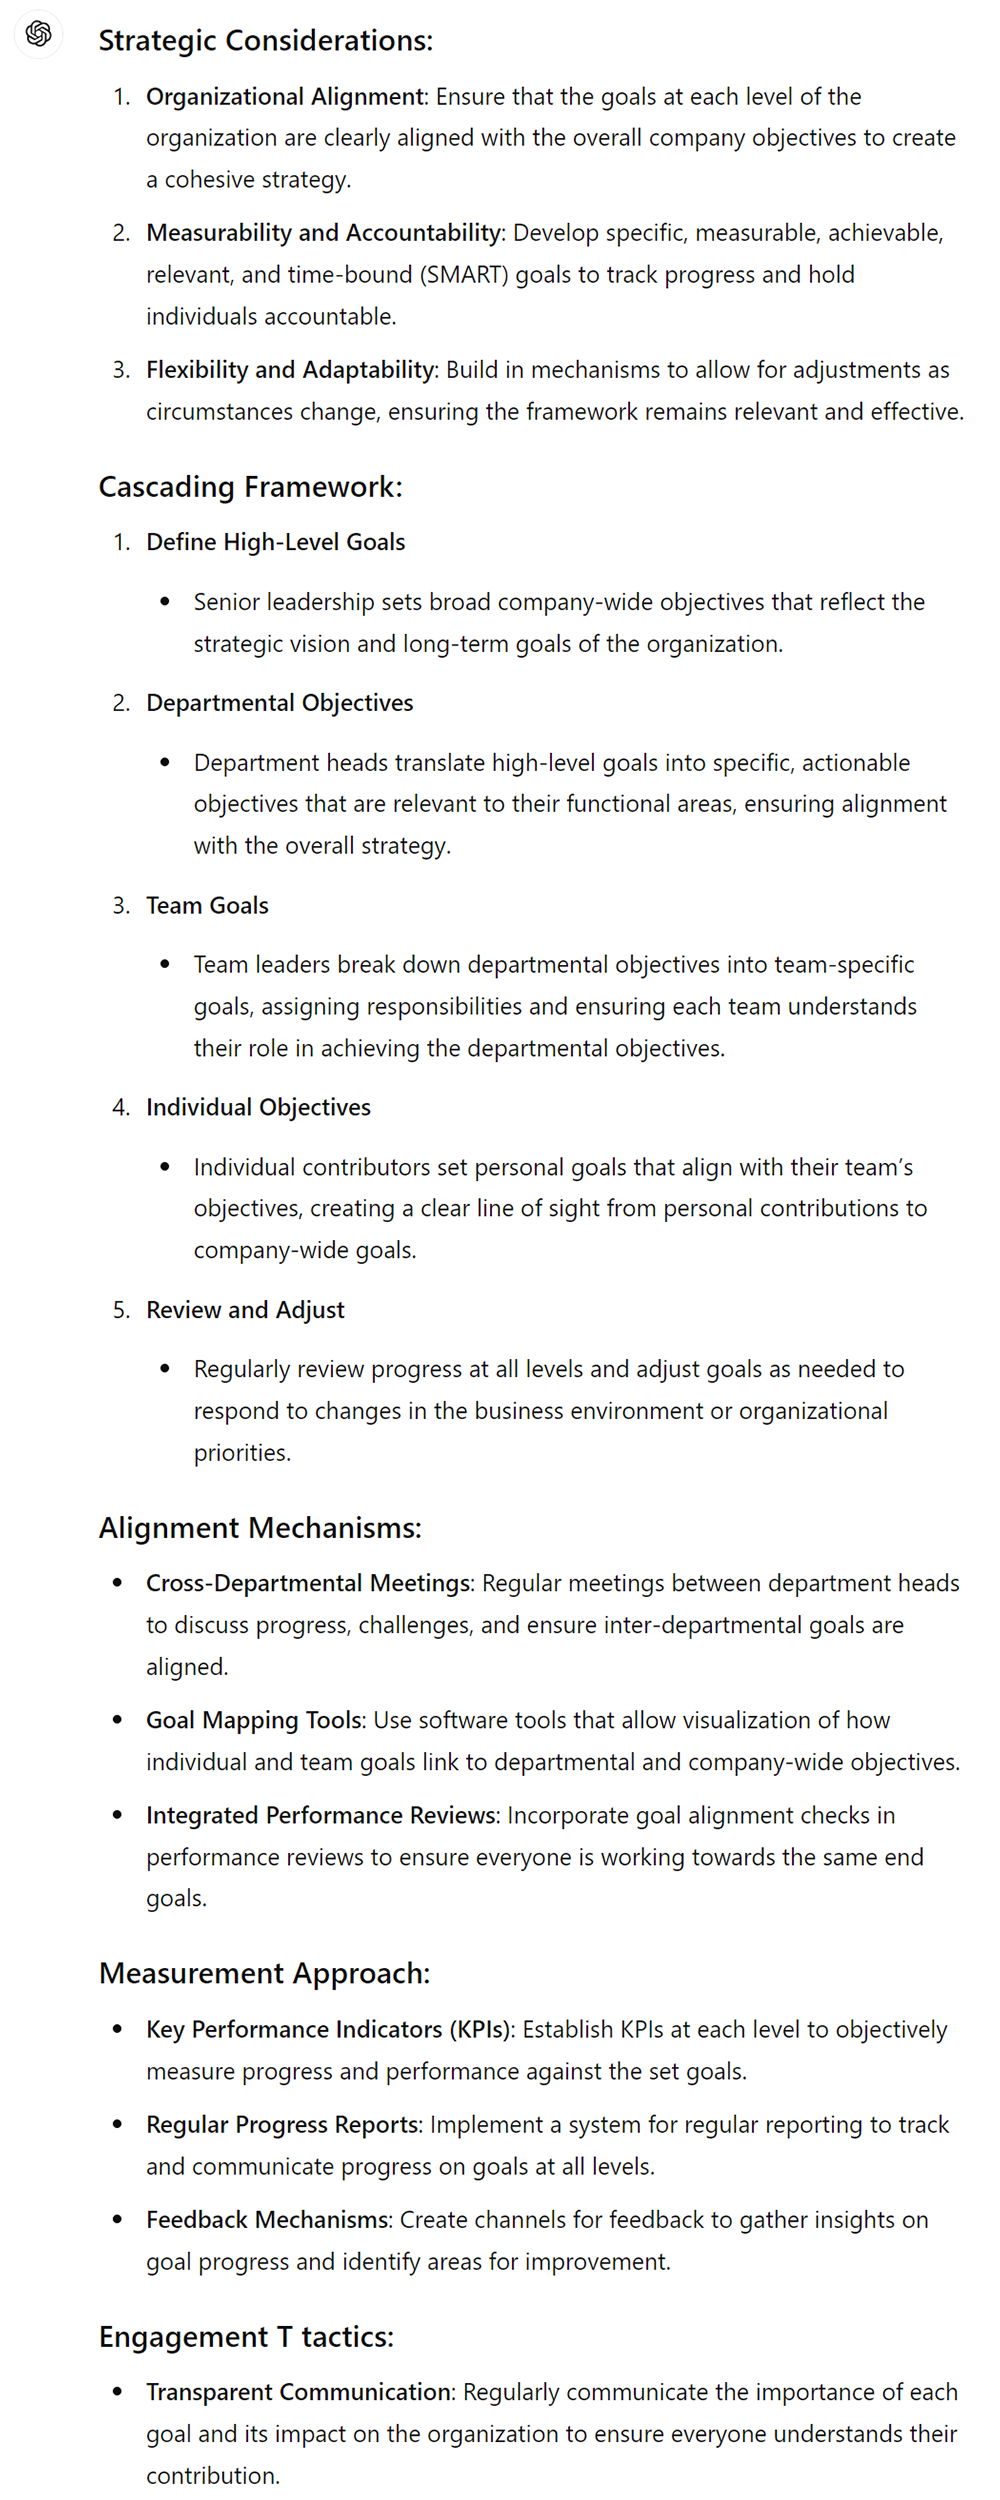 Strategic Considerations:
1. Organizational Alignment: Ensure that the goals at each level of the
organization are clearly aligned with the overall company objectives to create
a cohesive strategy.
2. Measurability and Accountability: Develop specific, measurable, achievable,
relevant, and time-bound (SMART) goals to track progress and hold
individuals accountable.
3. Flexibility and Adaptability: Build in mechanisms to allow for adjustments as
circumstances change, ensuring the framework remains relevant and effective.
Cascading Framework:
1. Define High-Level Goals
• Senior leadership sets broad company-wide objectives that reflect the
strategic vision and long-term goals of the organization.
2. Departmental Objectives
• Department heads translate high-level goals into specific, actionable
objectives that are relevant to their functional areas, ensuring alignment
with the overall strategy.
3. Team Goals
• Team leaders break down departmental objectives into team-specific
goals, assigning responsibilities and ensuring each team understands
their role in achieving the departmental objectives.
4. Individual Objectives
• Individual contributors set personal goals that align with their team’s
objectives, creating a clear line of sight from personal contributions to
company-wide goals.
5. Review and Adjust
• Regularly review progress at all levels and adjust goals as needed to
respond to changes in the business environment or organizational
priorities.
Alignment Mechanisms:
• Cross-Departmental Meetings: Regular meetings between department heads
to discuss progress, challenges, and ensure inter-departmental goals are
aligned.
• Goal Mapping Tools: Use software tools that allow visualization of how
individual and team goals link to departmental and company-wide objectives.
• Integrated Performance Reviews: Incorporate goal alignment checks in
performance reviews to ensure everyone is working towards the same end
goals.
Measurement Approach:
• Key Performance Indicators (KPIs): Establish KPIs at each level to objectively
measure progress and performance against the set goals.
• Regular Progress Reports: Implement a system for regular reporting to track
and communicate progress on goals at all levels.
• Feedback Mechanisms: Create channels for feedback to gather insights on
goal progress and identify areas for improvement.
Engagement T tactics:
• Transparent Communication: Regularly communicate the importance of each
goal and its impact on the organization to ensure everyone understands their
contribution.